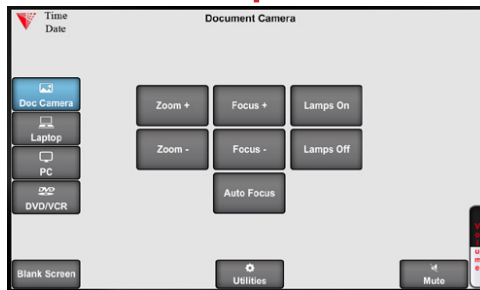 Time
Date
Document Camera
Doc Camera
Laptop
PC
DVD
DVD/VCR
Zoom +
Focus +
Lamps On
Zoom -
Focus -
Lamps Off
Auto Focus
Blank Screen
Utilities
Mute